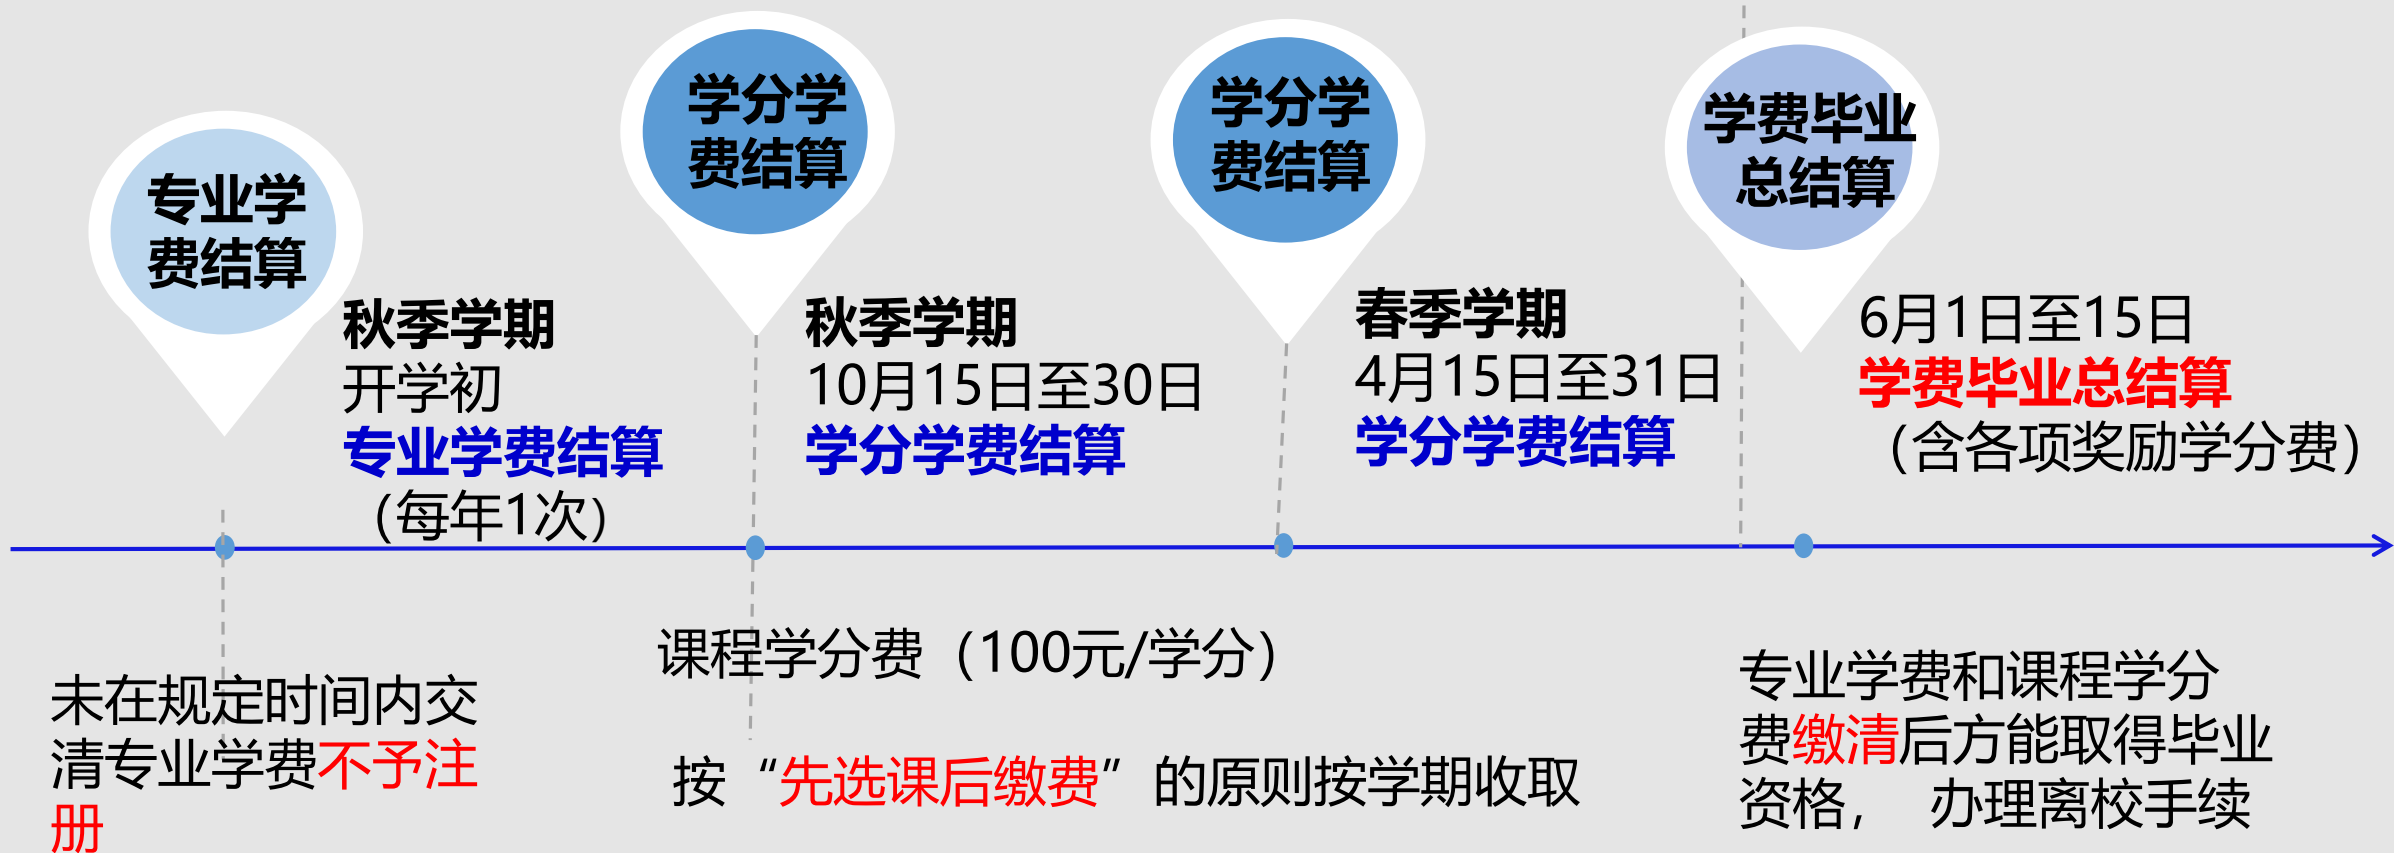 专业学
费结算
秋季学期
开学初
专业学费结算
（每年1次）
学分学
费结算
秋季学期
10月15日至30日
学分学费结算
学分学
费结算
春季学期
4月15日至31日
学分学费结算
学费毕业
总结算
6月1日至15日
学费毕业总结算
（含各项奖励学分费）
未在规定时间内交
清专业学费不予注
册
课程学分费（100元/学分）
按“先选课后缴费”的原则按学期收取
专业学费和课程学分
费缴清后方能取得毕业
资格， 办理离校手续